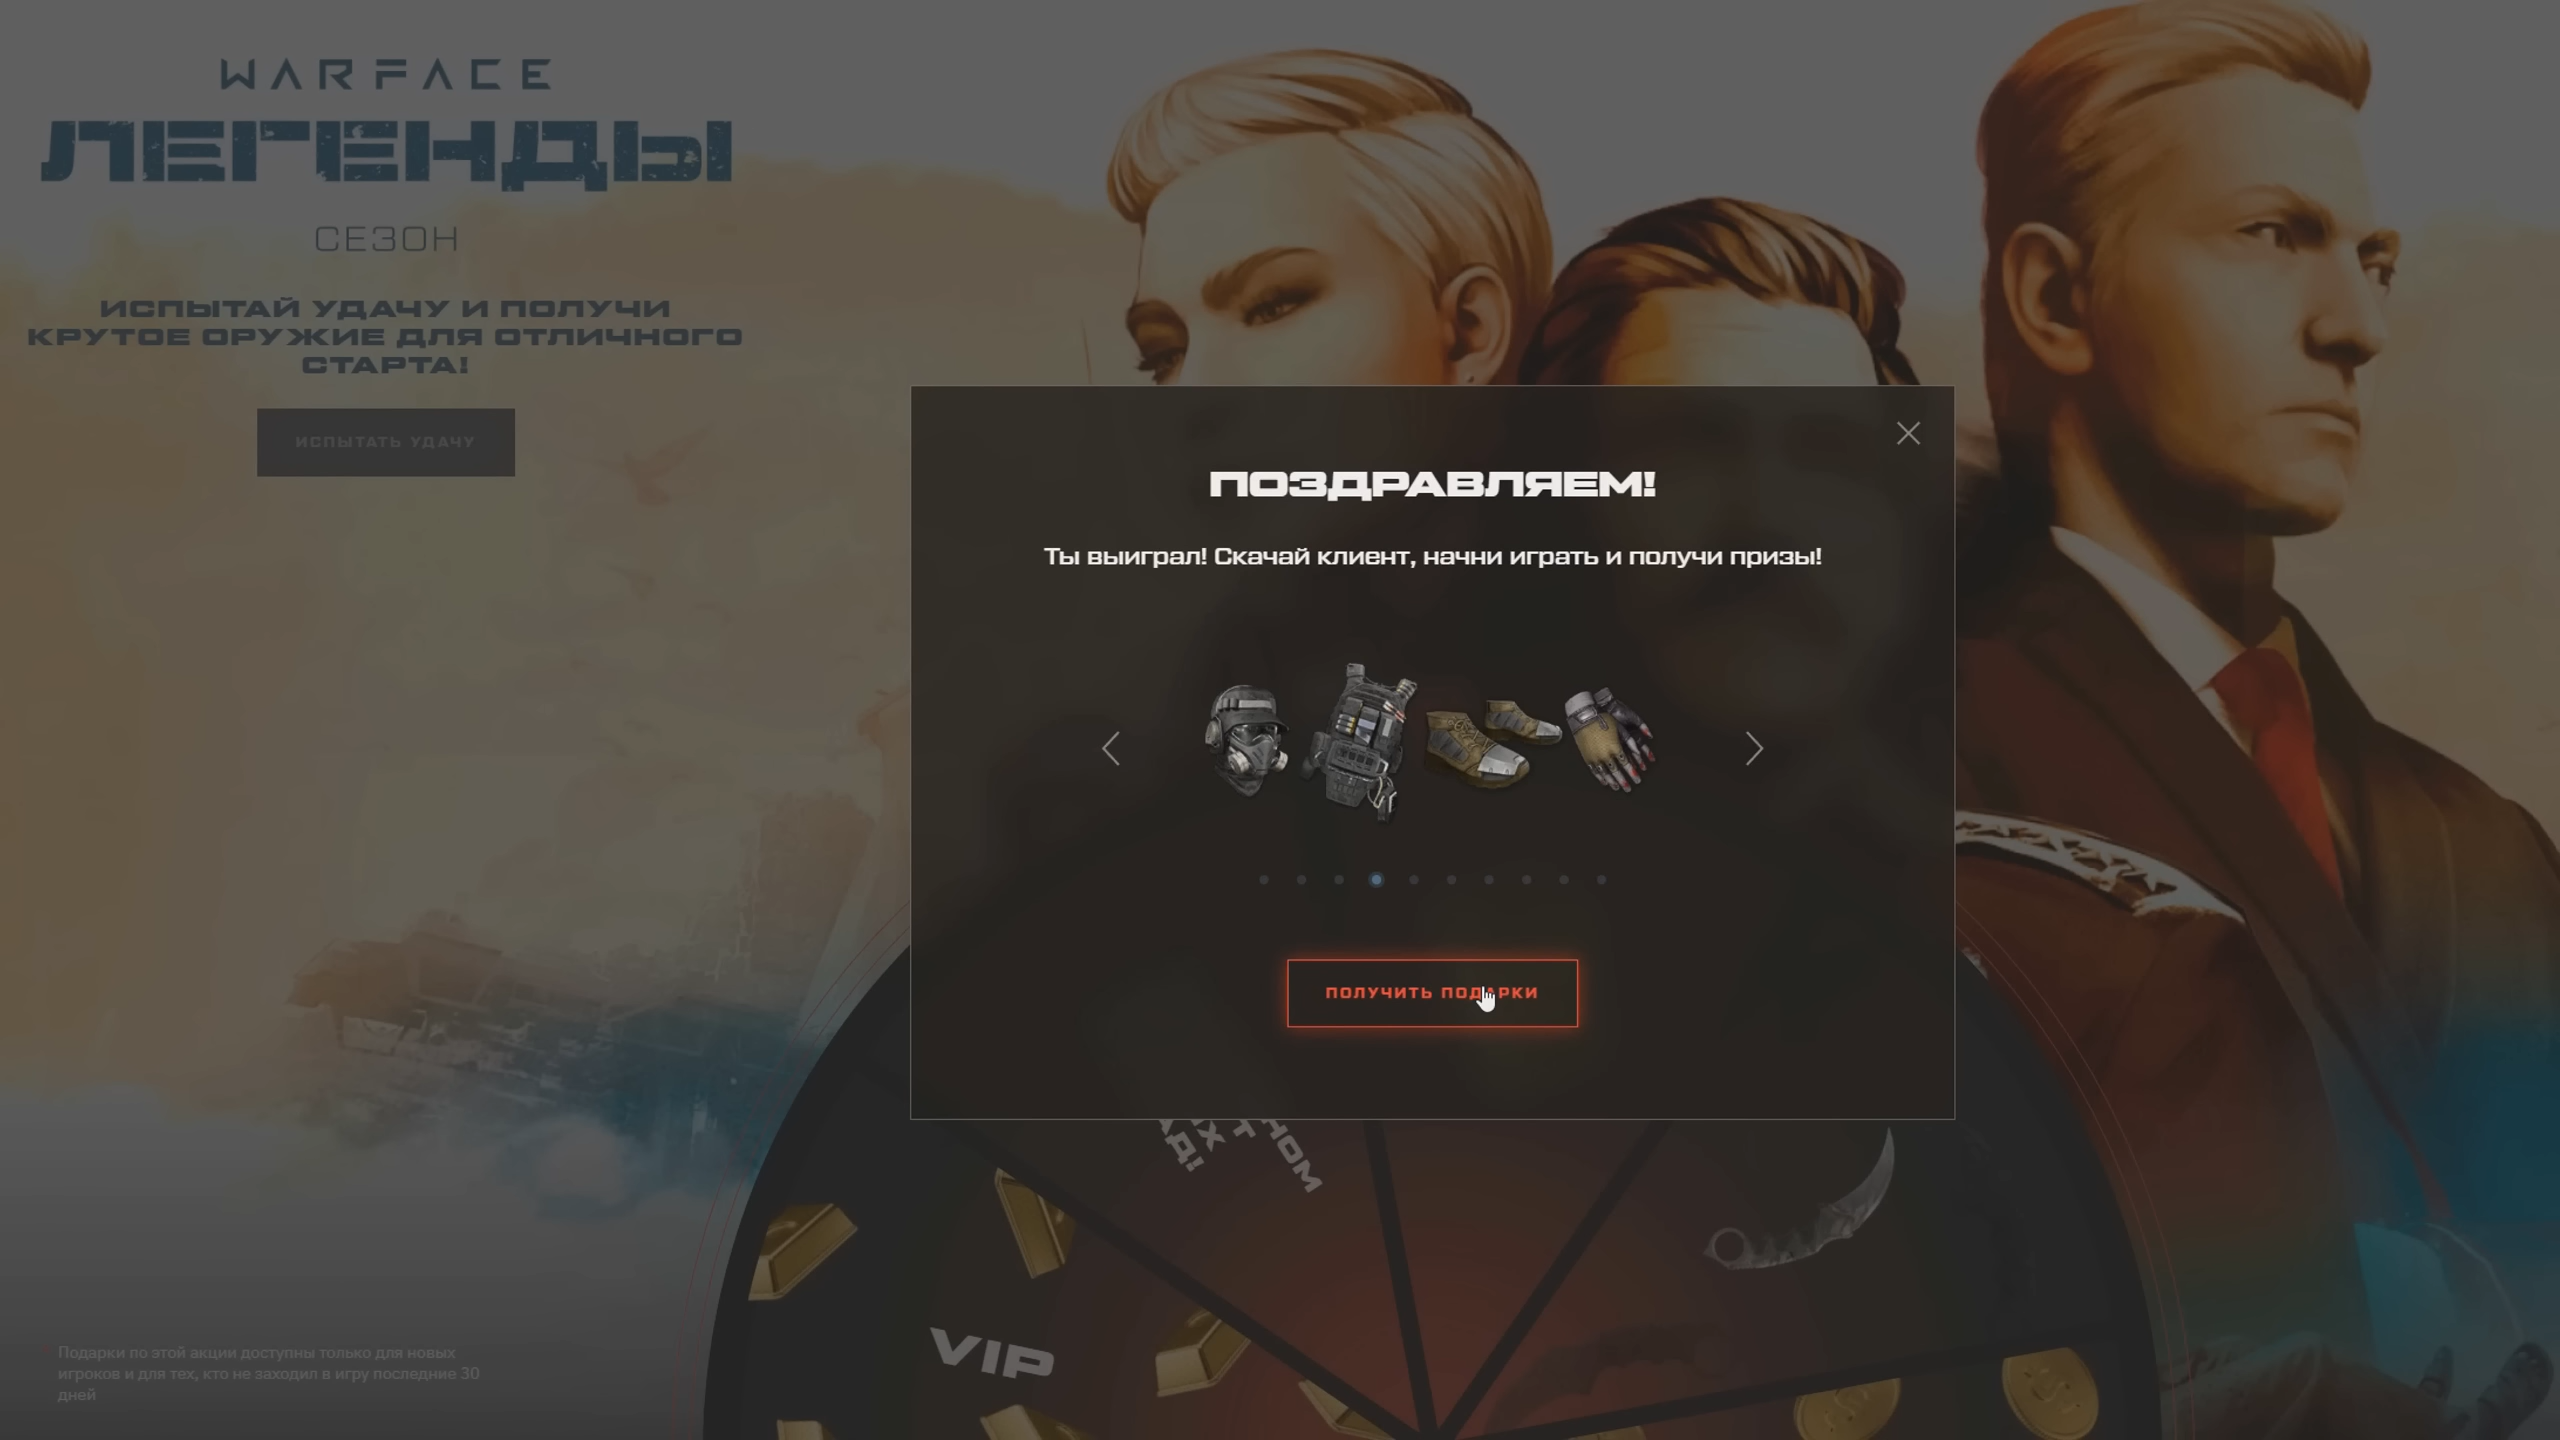 WARFACE
ЛЕГЕНДЫ
СЕЗОН
ИСПЫТАЙ УДАЧУ И ПОЛУЧИ
КРУТОЕ ОРУЖИЕ ДЛЯ ОТЛИЧНОГО
СТАРТА!
ИСПЫТАТЬ УДАЧУ
ПОЗДРАВЛЯЕМ!
Ты выиграл! Скачай клиент, начни играть и получи призы!
ПОЛУЧИТЬ ПОДАРКИ
VIP
Подарки по этой акции доступны только для новых
игроков и для тех, кто не заходил в игру последние 30
дней